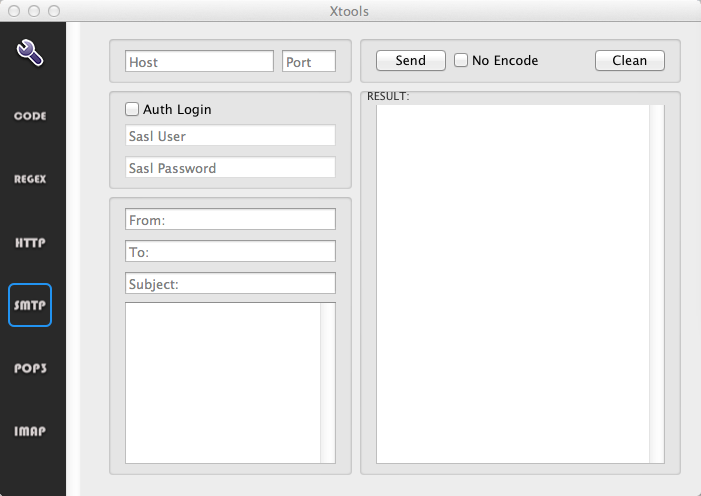 Xtools
CODE
REGEX
HTTP
SMTP
POP3
IMAP
Host
Port
Auth Login
Sasl User
Sasl Password
From:
To:
Subject:
Send
No Encode
Clean
RESULT: